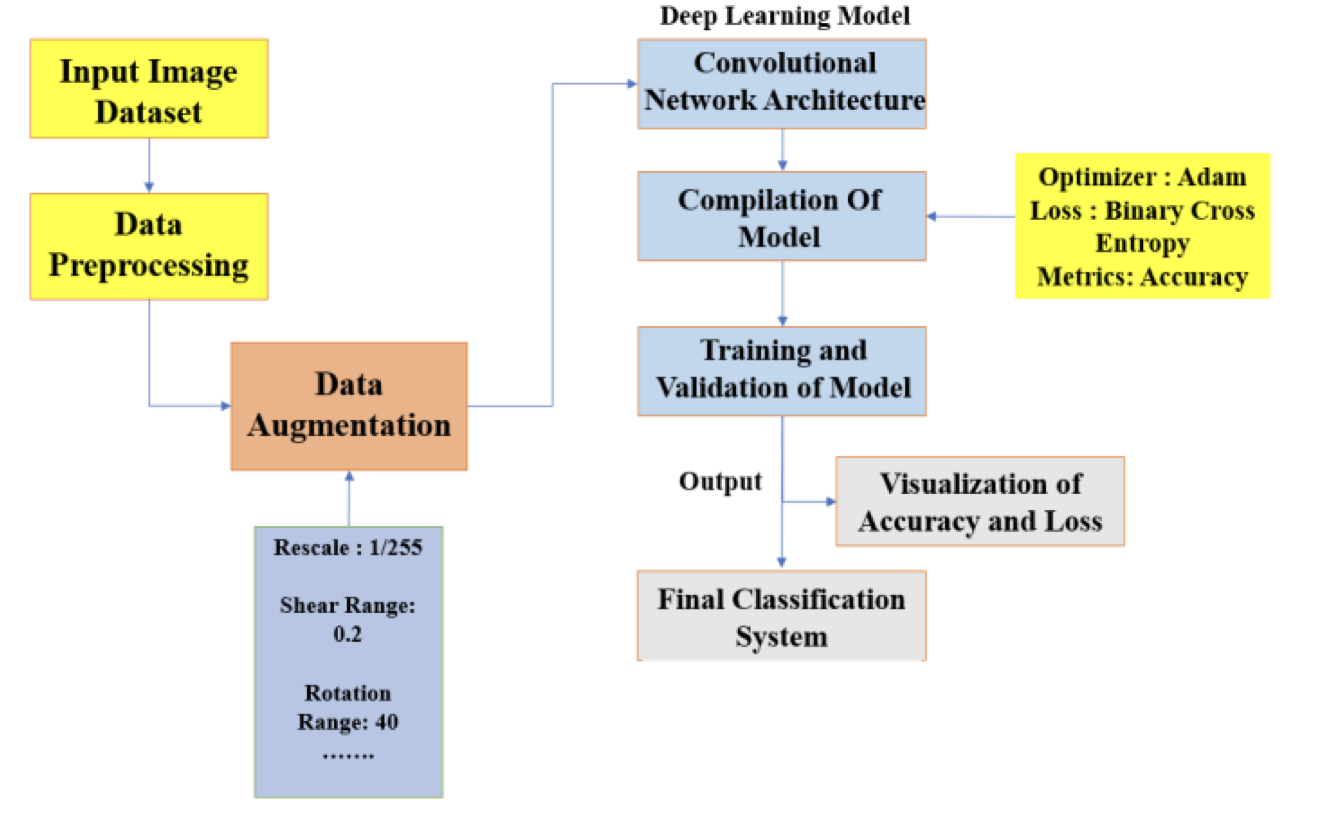 Deep Learning Model
Input Image
Dataset
Data
Preprocessing
Data
Augmentation
Rescale : 1/255
Shear Range:
0.2
Rotation
Range: 40
.......
Convolutional
Network Architecture
Compilation Of
Model
Optimizer : Adam
Loss : Binary Cross
Entropy
Metrics: Accuracy
Training and
Validation of Model
Output
Visualization of
Accuracy and Loss
Final Classification
System